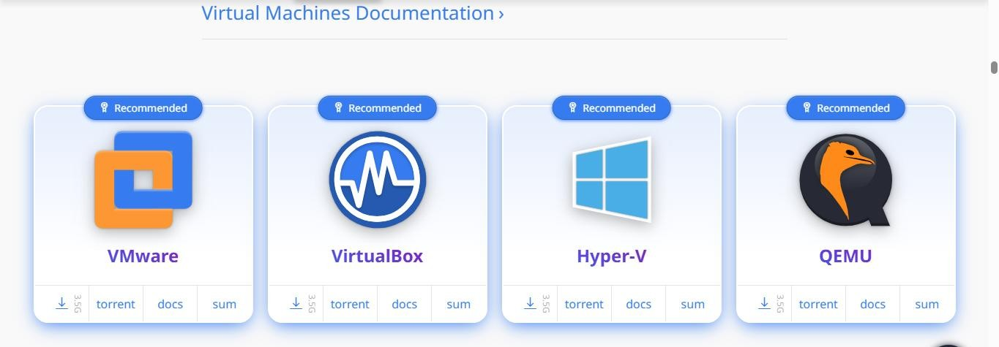 Virtual Machines Documentation ›
Recommended
Recommended
Recommended
Recommended
VMware
VirtualBox
Hyper-V
QEMU
3.5G torrent docs sum
3.5G torrent docs sum
3.5G torrent docs sum
3.5G torrent docs sum